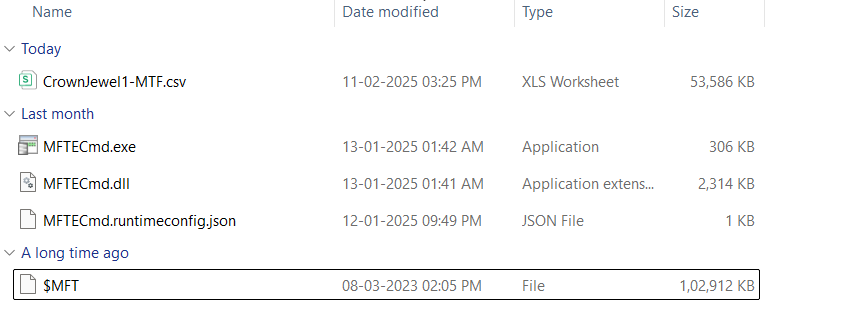 Name Date modified Type Size
Today
CrownJewel1-MTF.csv 11-02-2025 03:25 PM XLS Worksheet 53,586 KB
Last month
MFTECmd.exe 13-01-2025 01:42 AM Application 306 KB
MFTECmd.dll 13-01-2025 01:41 AM Application extens... 2,314 KB
MFTECmd.runtimeconfig.json 12-01-2025 09:49 PM JSON File 1 KB
A long time ago
$MFT 08-03-2023 02:05 PM File 1,02,912 KB